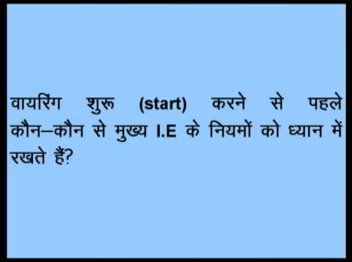 वायरिंग शुरू (start) करने से पहले
कौन–कौन से मुख्य I.E के नियमों को ध्यान में
रखते हैं?